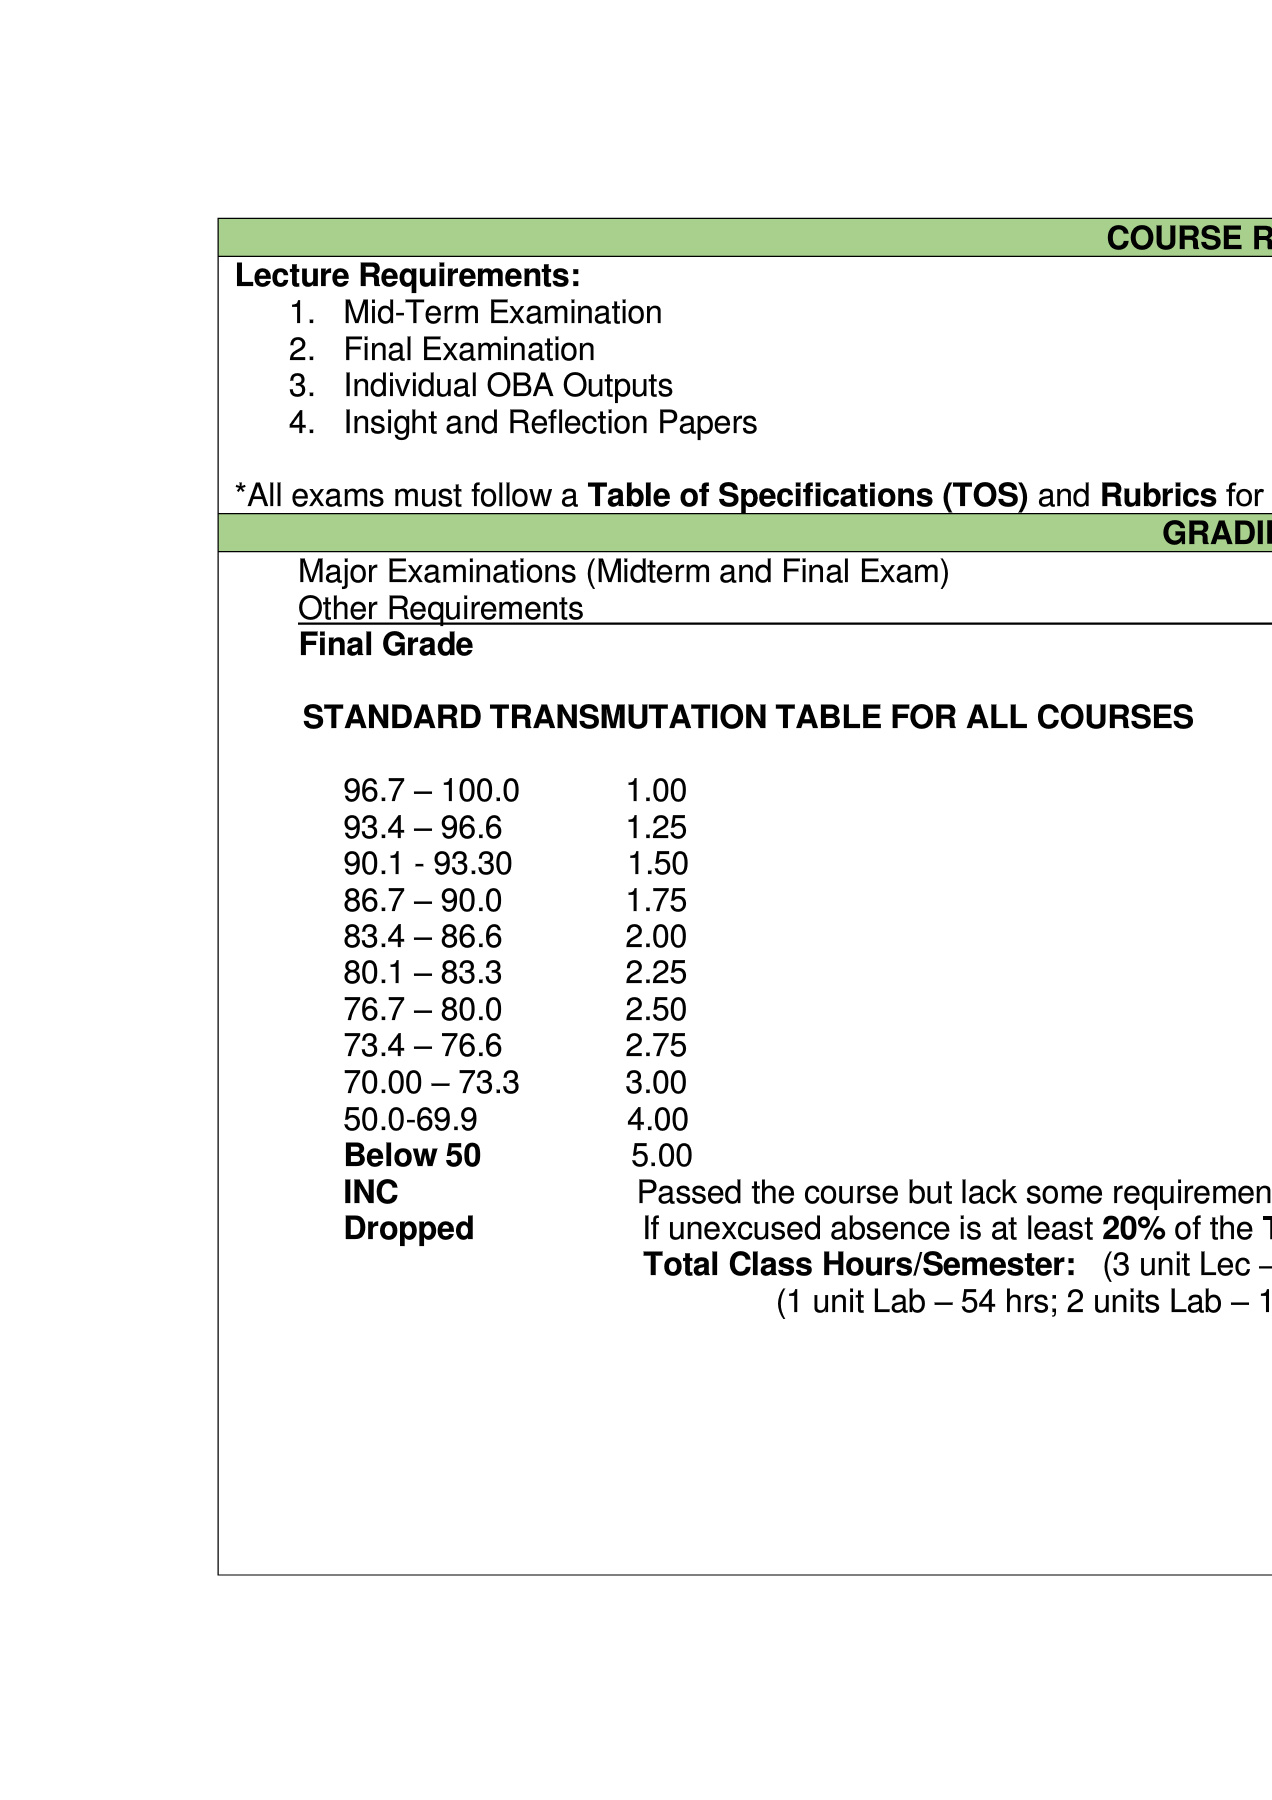 COURSE R
Lecture Requirements:
1. Mid-Term Examination
2. Final Examination
3. Individual OBA Outputs
4. Insight and Reflection Papers
*All exams must follow a Table of Specifications (TOS) and Rubrics for
GRADI
Major Examinations (Midterm and Final Exam)
Other Requirements
Final Grade
STANDARD TRANSMUTATION TABLE FOR ALL COURSES
96.7 – 100.0 1.00
93.4 – 96.6 1.25
90.1 - 93.30 1.50
86.7 – 90.0 1.75
83.4 – 86.6 2.00
80.1 – 83.3 2.25
76.7 – 80.0 2.50
73.4 – 76.6 2.75
70.00 – 73.3 3.00
50.0-69.9 4.00
Below 50 5.00
INC Passed the course but lack some requiremen
Dropped If unexcused absence is at least 20% of the T
Total Class Hours/Semester: (3 unit Lec –
(1 unit Lab – 54 hrs; 2 units Lab – 1